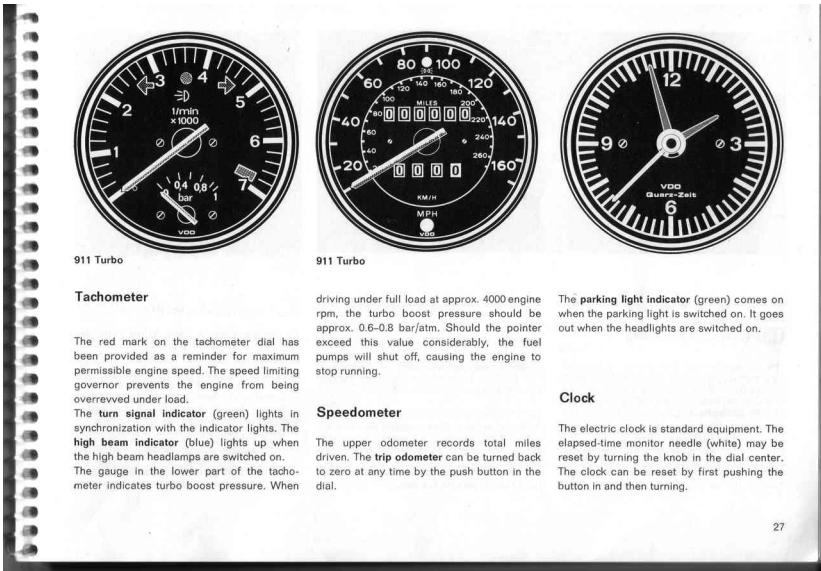 3 4
2 5
1/min
x 1000
1 6
7
0 0,4 0,8
bar 1
VDO
80 100
60 120
120 140 160
100 180
MILES
80 200
0 0 0 0 0 0
40 220 140
60 240
40 260
20 160
0 0 0 0
KM/H
MPH
VDO
12
9 3
VDO
Quarz-Zeit
6
911 Turbo
911 Turbo
Tachometer
The red mark on the tachometer dial has
been provided as a reminder for maximum
permissible engine speed. The speed limiting
governor prevents the engine from being
overrevved under load.
The turn signal indicator (green) lights in
synchronization with the indicator lights. The
high beam indicator (blue) lights up when
the high beam headlamps are switched on.
The gauge in the lower part of the tacho-
meter indicates turbo boost pressure. When
driving under full load at approx. 4000 engine
rpm, the turbo boost pressure should be
approx. 0.6–0.8 bar/atm. Should the pointer
exceed this value considerably, the fuel
pumps will shut off, causing the engine to
stop running.
Speedometer
The upper odometer records total miles
driven. The trip odometer can be turned back
to zero at any time by the push button in the
dial.
The parking light indicator (green) comes on
when the parking light is switched on. It goes
out when the headlights are switched on.
Clock
The electric clock is standard equipment. The
elapsed-time monitor needle (white) may be
reset by turning the knob in the dial center.
The clock can be reset by first pushing the
button in and then turning.
27